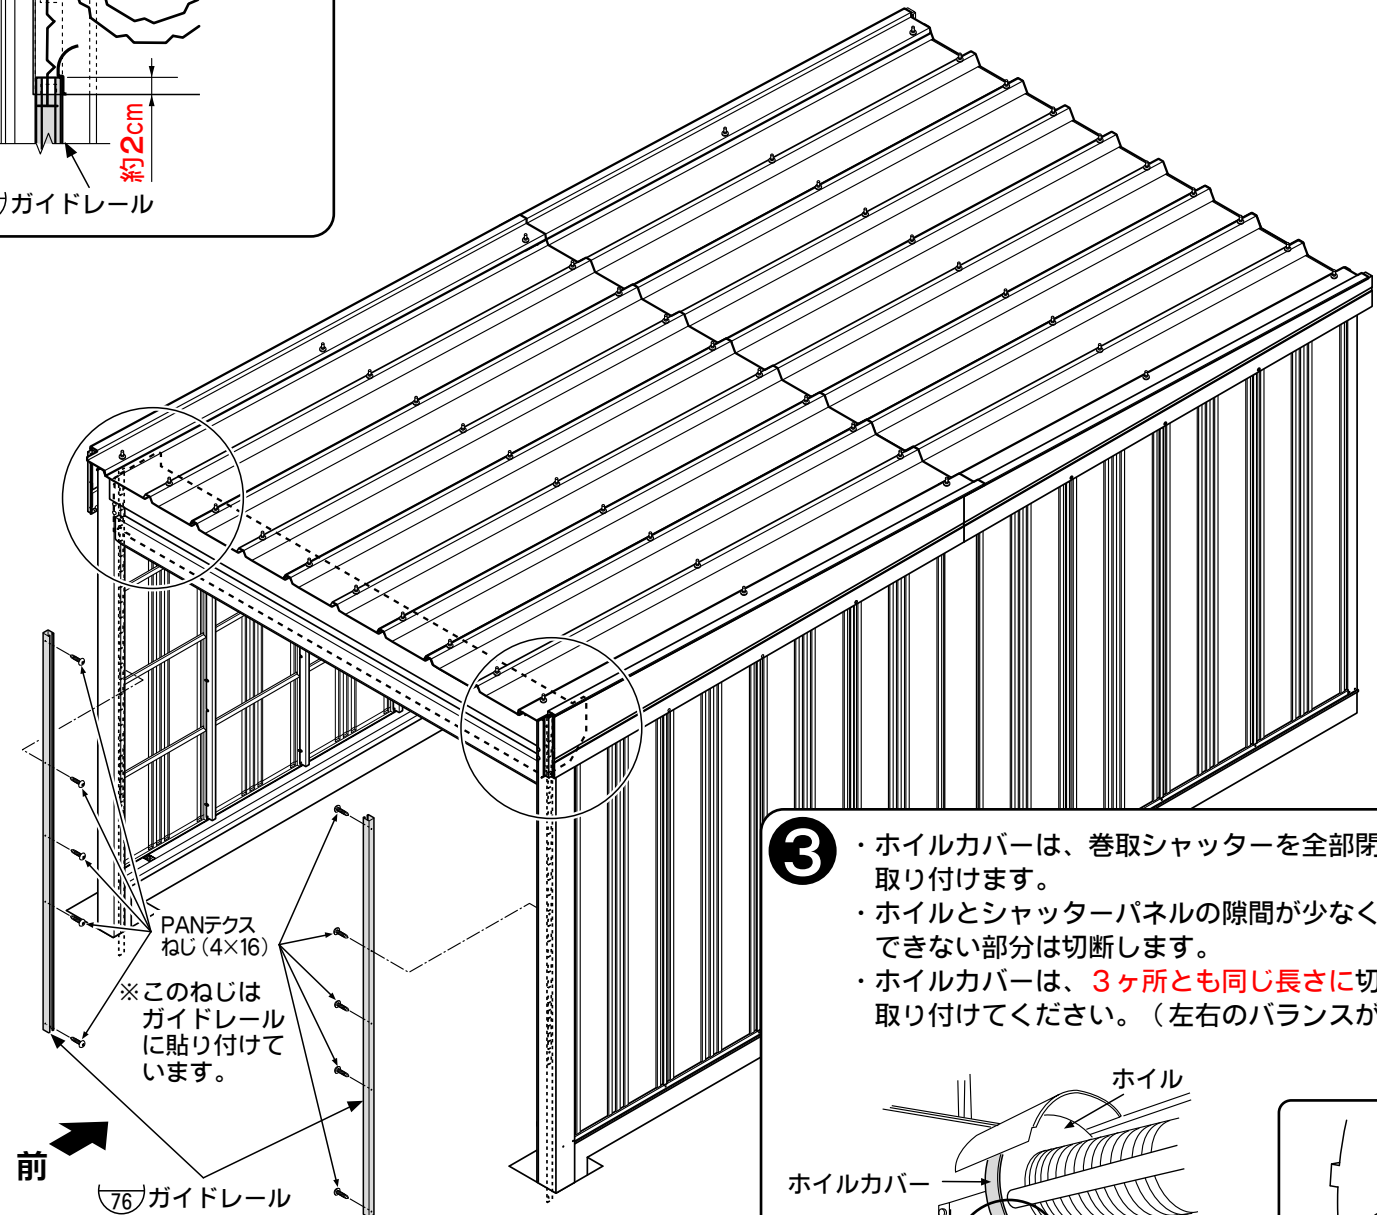 約2cm
ガイドレール
PANテクス
ねじ(4×16)
※このねじは
ガイドレール
に貼り付けて
います。
前
76 ガイドレール
3
・ホイルカバーは、巻取シャッターを全部閉
取り付けます。
・ホイルとシャッターパネルの隙間が少なく
できない部分は切断します。
・ホイルカバーは、3ヶ所とも同じ長さに切
取り付けてください。(左右のバランスが
ホイル
ホイルカバー